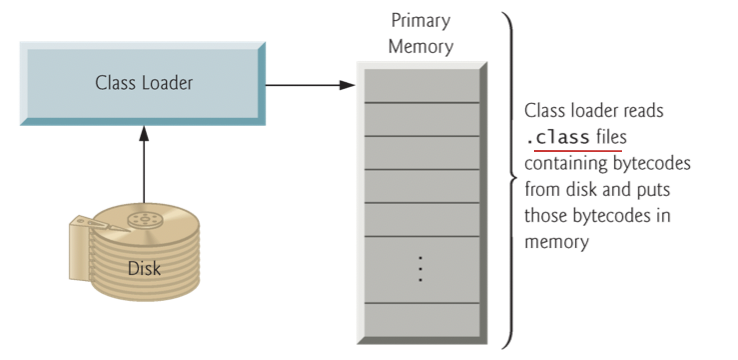 Primary
Memory
Class Loader
Disk
Class loader reads
.class files
containing bytecodes
from disk and puts
those bytecodes in
memory